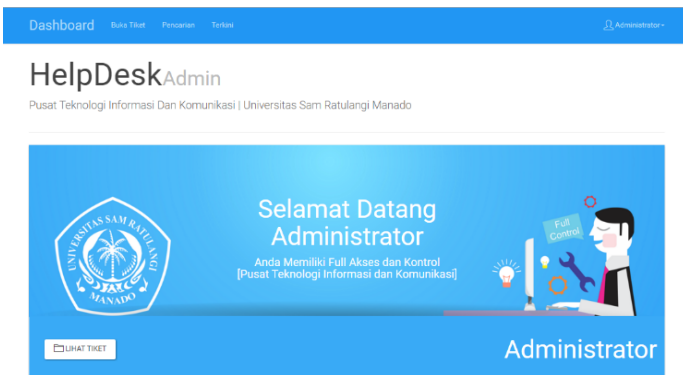 Dashboard Buka Tiket Pencarian Terkini Administrator
HelpDeskAdmin
Pusat Teknologi Informasi Dan Komunikasi | Universitas Sam Ratulangi Manado
UNIVERSITAS SAM RATULANGI
MANADO
Selamat Datang
Administrator
Anda Memiliki Full Akses dan Kontrol
[Pusat Teknologi Informasi dan Komunikasi]
Full
Control
LIHAT TIKET
Administrator